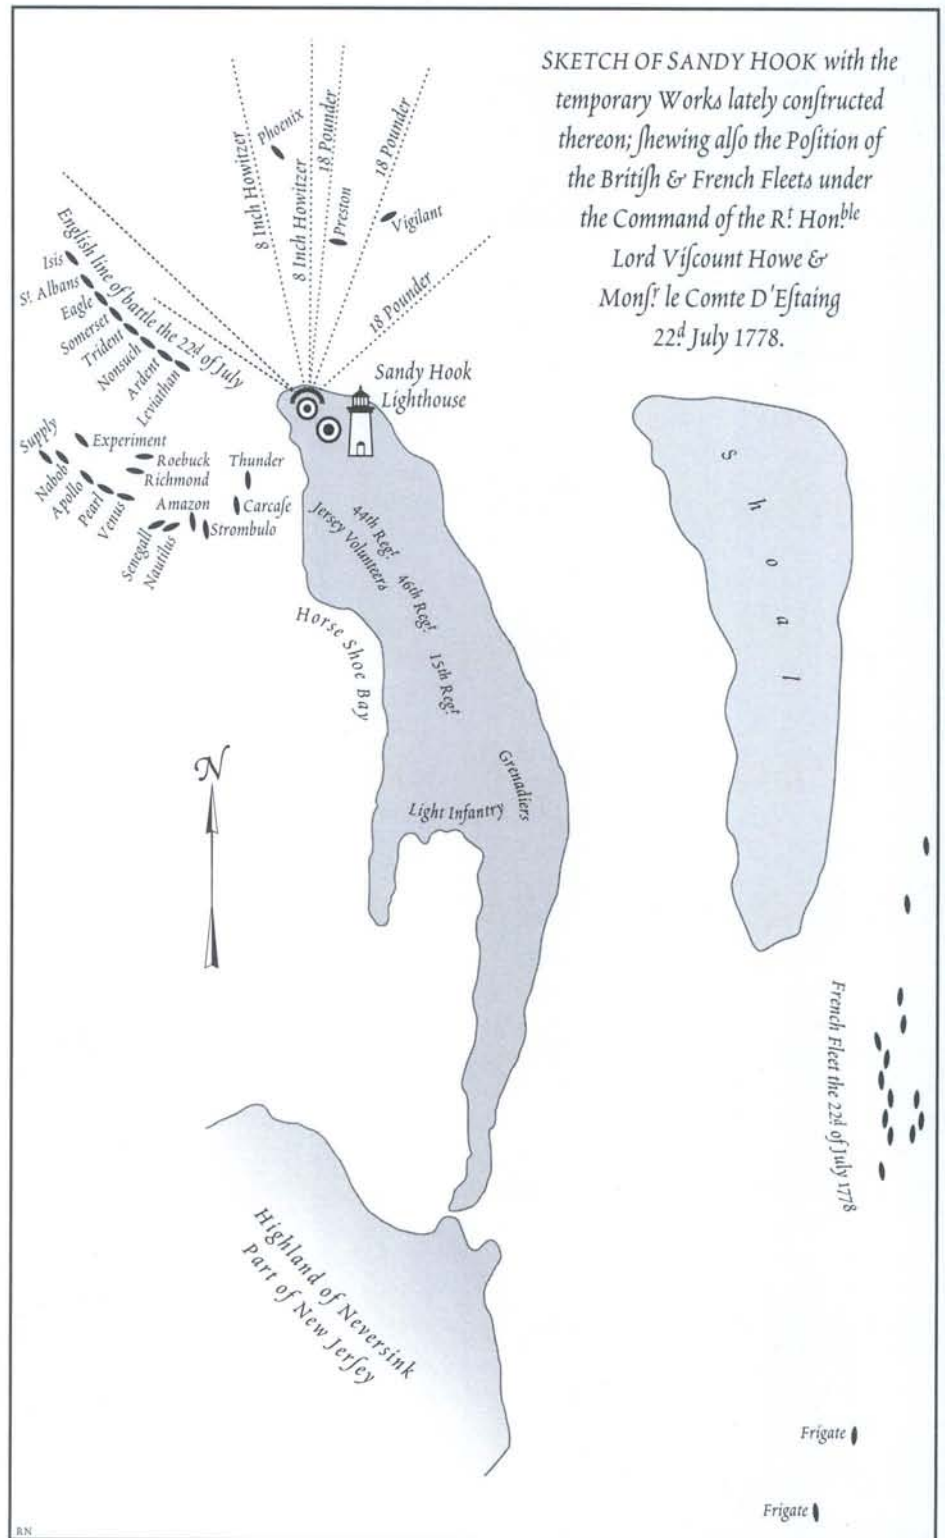 SKETCH OF SANDY HOOK with the
temporary Works lately conſtructed
thereon; ſhewing alſo the Poſition of
the Britiſh & French Fleets under
the Command of the Rt. Honble
Lord Viſcount Howe &
Monſr. le Comte D'Eſtaing
22d July 1778.
8 Inch Howitzer
Phoenix
8 Inch Howitzer
18 Pounder
Preston
18 Pounder
Vigilant
18 Pounder
English line of battle the 22d of July
Isis
St. Albans
Eagle
Somerset
Trident
Nonsuch
Ardent
Leviathan
Sandy Hook
Lighthouse
Supply
Nabob
Apollo
Pearl
Venus
Experiment
Roebuck
Richmond
Thunder
Amazon
Carcaſe
Strombulo
Senegall
Nautilus
44th Regt.
Jersey Volunteers
46th Regt.
15th Regt.
Horse Shoe Bay
Grenadiers
Light Infantry
Shoal
N
French Fleet the 22d of July 1778
Highland of Neversink
Part of New Jerſey
Frigate
Frigate
RN